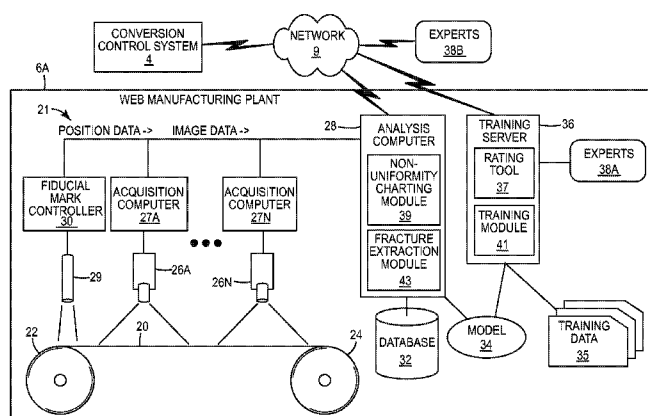 CONVERSION
CONTROL SYSTEM
4
NETWORK
9
EXPERTS
38B
6A
WEB MANUFACTURING PLANT
21
POSITION DATA -> IMAGE DATA ->
28
ANALYSIS
COMPUTER
NON-
UNIFORMITY
CHARTING
MODULE
39
FRACTURE
EXTRACTION
MODULE
43
TRAINING
SERVER
36
RATING
TOOL
37
TRAINING
MODULE
41
EXPERTS
38A
FIDUCIAL
MARK
CONTROLLER
30
ACQUISITION
COMPUTER
27A
ACQUISITION
COMPUTER
27N
29
26A
26N
22
20
24
DATABASE
32
MODEL
34
TRAINING
DATA
35